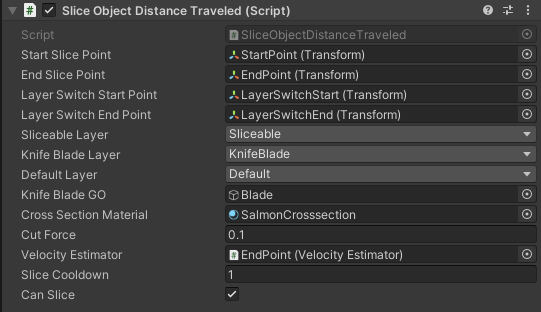 Slice Object Distance Traveled (Script)
Script SliceObjectDistanceTraveled
Start Slice Point StartPoint (Transform)
End Slice Point EndPoint (Transform)
Layer Switch Start Point LayerSwitchStart (Transform)
Layer Switch End Point LayerSwitchEnd (Transform)
Sliceable Layer Sliceable
Knife Blade Layer KnifeBlade
Default Layer Default
Knife Blade GO Blade
Cross Section Material SalmonCrosssection
Cut Force 0.1
Velocity Estimator EndPoint (Velocity Estimator)
Slice Cooldown 1
Can Slice